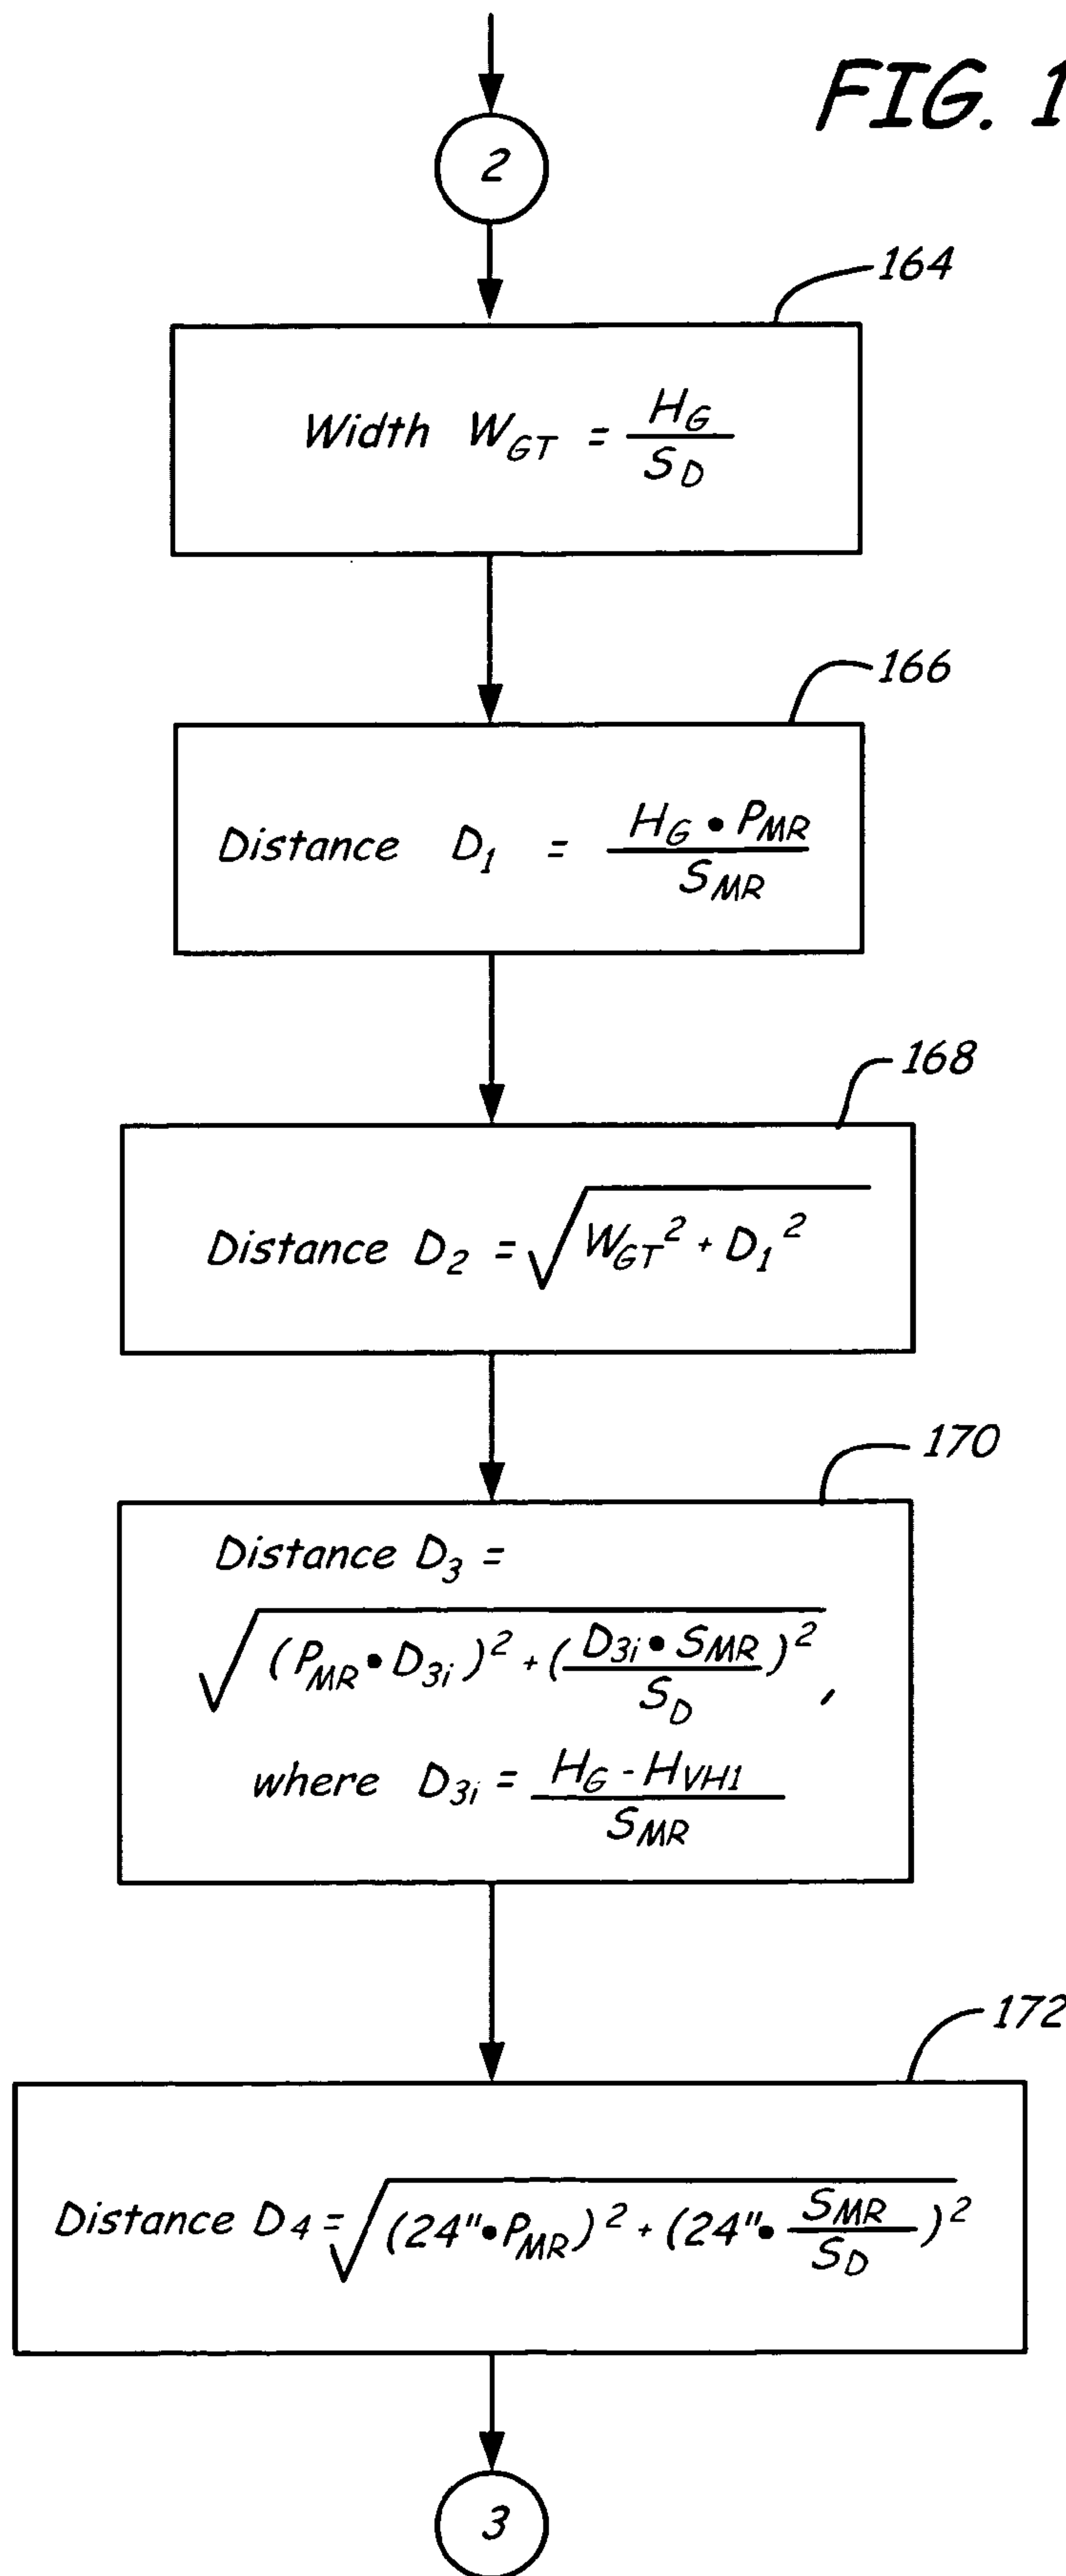 FIG. 1
2
164
Width W_GT = H_G / S_D
166
Distance D_1 = H_G • P_MR / S_MR
168
Distance D_2 = √(W_GT^2 + D_1^2)
170
Distance D_3 =
√((P_MR • D_3i)^2 + (D_3i • S_MR / S_D)^2) ,
where D_3i = H_G - H_VH1 / S_MR
172
Distance D_4 = √((24" • P_MR)^2 + (24" • S_MR / S_D)^2)
3